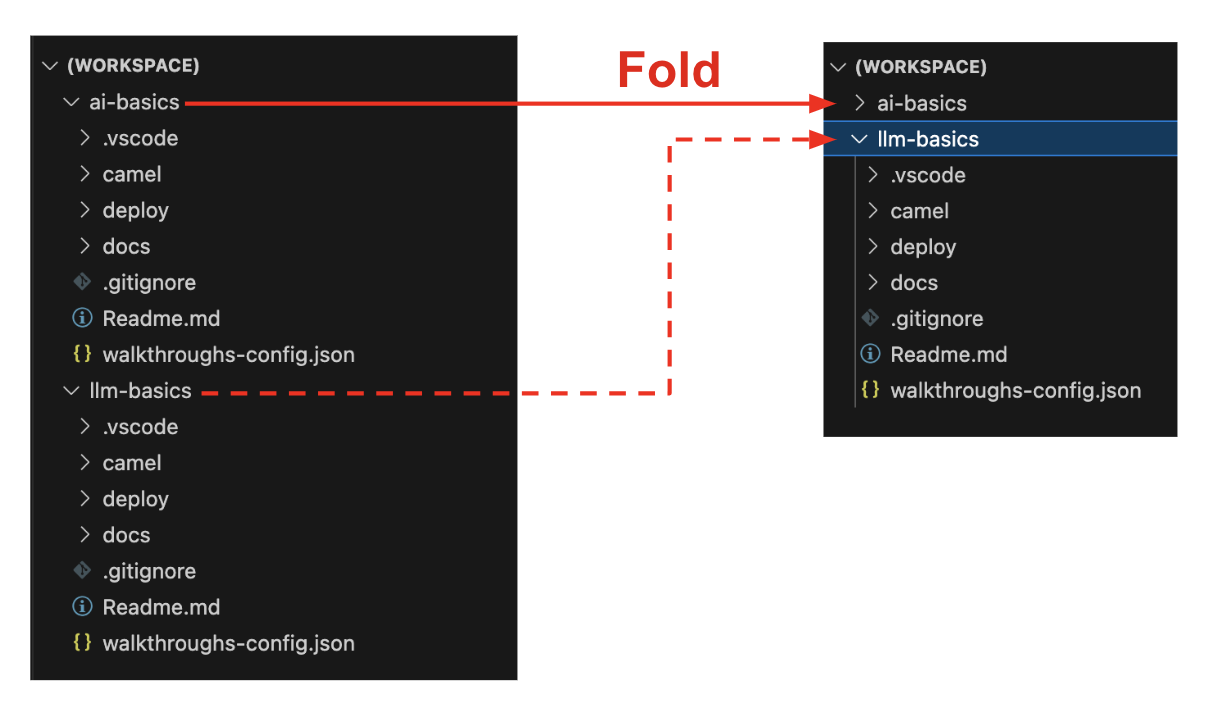 (WORKSPACE)
ai-basics
.vscode
camel
deploy
docs
.gitignore
Readme.md
{} walkthroughs-config.json
llm-basics
.vscode
camel
deploy
docs
.gitignore
Readme.md
{} walkthroughs-config.json
Fold
(WORKSPACE)
ai-basics
llm-basics
.vscode
camel
deploy
docs
.gitignore
Readme.md
{} walkthroughs-config.json